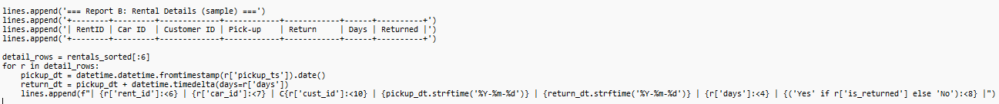 lines.append('=== Report B: Rental Details (sample) ===')
lines.append('+--------+---------+-------------+------------+------------+------+----------+')
lines.append('| RentID | Car ID  | Customer ID | Pick-up    | Return     | Days | Returned |')
lines.append('+--------+---------+-------------+------------+------------+------+----------+')
detail_rows = rentals_sorted[:6]
for r in detail_rows:
    pickup_dt = datetime.datetime.fromtimestamp(r['pickup_ts']).date()
    return_dt = pickup_dt + datetime.timedelta(days=r['days'])
    lines.append(f"| {r['rent_id']:<6} | {r['car_id']:<7} | C{r['cust_id']:<10} | {pickup_dt.strftime('%Y-%m-%d')} | {return_dt.strftime('%Y-%m-%d')} | {r['days']:<4} | {('Yes' if r['is_returned'] else 'No'):<8} |")